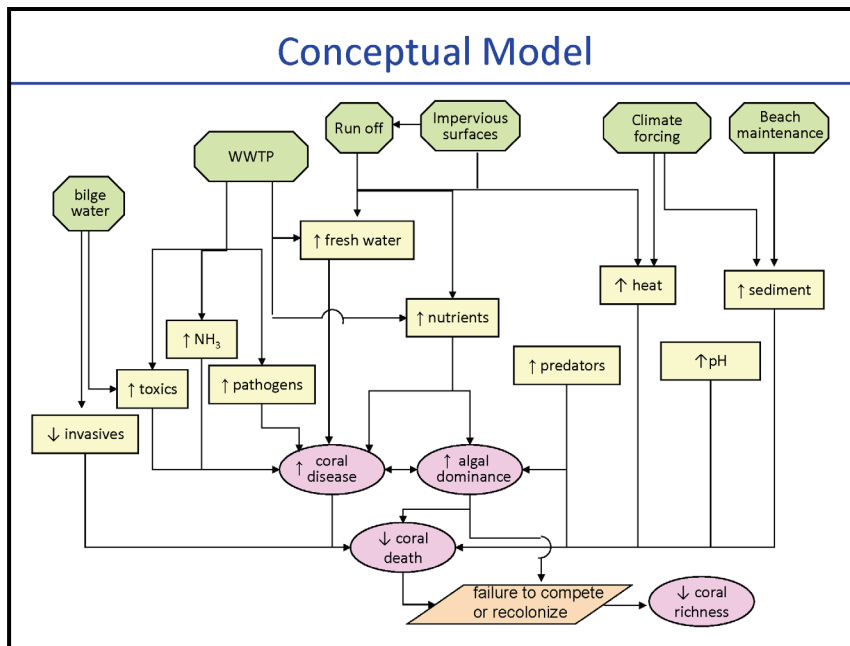 Conceptual Model
Run off
Impervious
surfaces
Climate
forcing
Beach
maintenance
WWTP
bilge
water
↑ fresh water
↑ heat
↑ sediment
↑ nutrients
↑ NH₃
↑ toxics
↑ pathogens
↑ predators
↑pH
↓ invasives
↑ coral
disease
↑ algal
dominance
↓ coral
death
failure to compete
or recolonize
↓ coral
richness